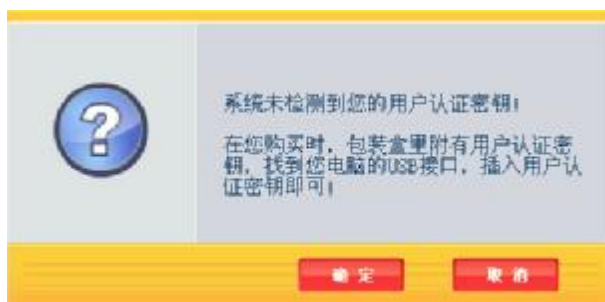 系统未检测到您的用户认证密钥!
在您购买时，包装盒里附有用户认证密
钥，找到您电脑的USB接口，插入用户认
证密钥即可!
确定
取消